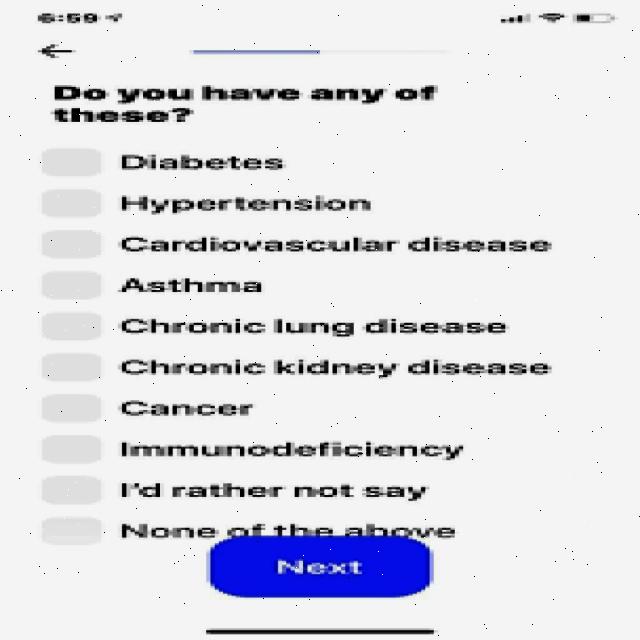 6:59
Do you have any of
these?
Diabetes
Hypertension
Cardiovascular disease
Asthma
Chronic lung disease
Chronic kidney disease
Cancer
Immunodeficiency
I'd rather not say
None of the above
Next